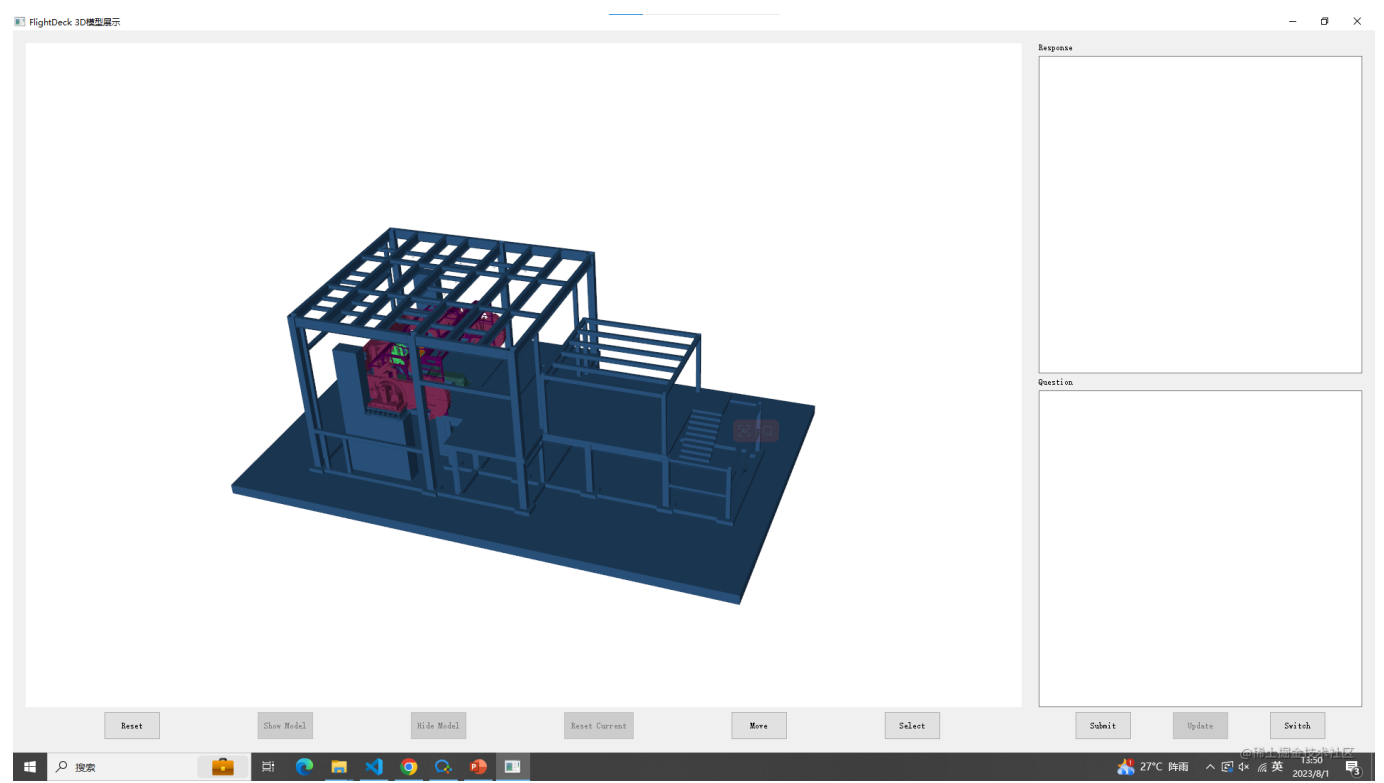 FlightDeck 3D模型展示
Response
Question
Reset
Show Model
Hide Model
Reset Current
Move
Select
Submit
Update
Switch
@稀土掘金技术社区
搜索
27°C 阵雨
英
13:50
2023/8/1
3